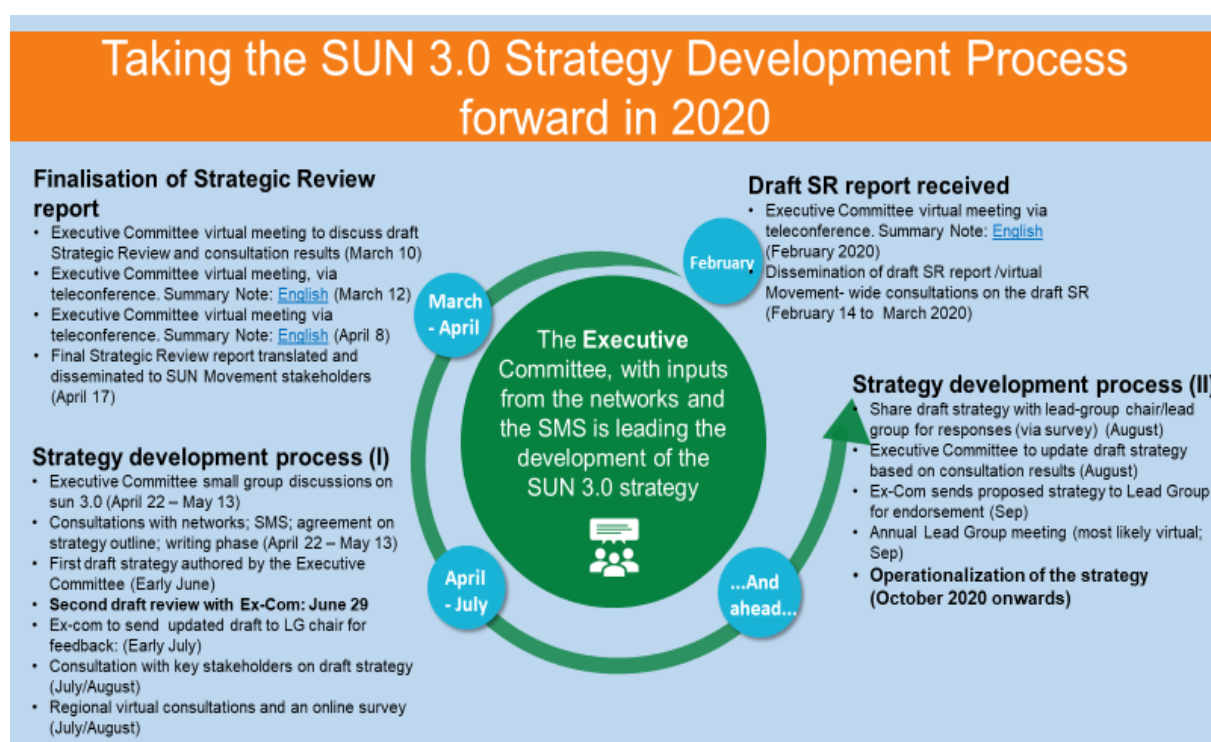 Taking the SUN 3.0 Strategy Development Process
forward in 2020
Finalisation of Strategic Review
report
• Executive Committee virtual meeting to discuss draft
Strategic Review and consultation results (March 10)
• Executive Committee virtual meeting, via
teleconference. Summary Note: English (March 12)
• Executive Committee virtual meeting via
teleconference. Summary Note: English (April 8)
• Final Strategic Review report translated and
disseminated to SUN Movement stakeholders
(April 17)
Strategy development process (I)
• Executive Committee small group discussions on
sun 3.0 (April 22 – May 13)
• Consultations with networks; SMS; agreement on
strategy outline; writing phase (April 22 – May 13)
• First draft strategy authored by the Executive
Committee (Early June)
• Second draft review with Ex-Com: June 29
• Ex-com to send updated draft to LG chair for
feedback: (Early July)
• Consultation with key stakeholders on draft strategy
(July/August)
• Regional virtual consultations and an online survey
(July/August)
March
- April
February
The Executive
Committee, with inputs
from the networks and
the SMS is leading the
development of the
SUN 3.0 strategy
April
- July
...And
ahead...
Draft SR report received
• Executive Committee virtual meeting via
teleconference. Summary Note: English
(February 2020)
• Dissemination of draft SR report /virtual
Movement- wide consultations on the draft SR
(February 14 to March 2020)
Strategy development process (II)
• Share draft strategy with lead-group chair/lead
group for responses (via survey) (August)
• Executive Committee to update draft strategy
based on consultation results (August)
• Ex-Com sends proposed strategy to Lead Group
for endorsement (Sep)
• Annual Lead Group meeting (most likely virtual;
Sep)
• Operationalization of the strategy
(October 2020 onwards)